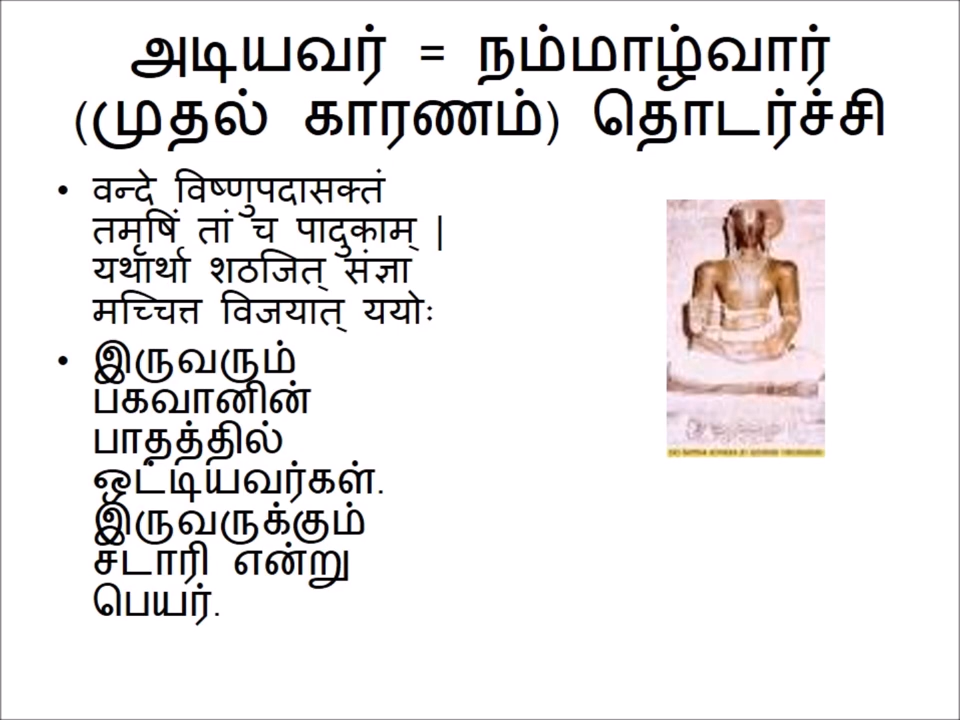 அடியவர் = நம்மாழ்வார்
(முதல் காரணம்) தொடர்ச்சி
• वन्दे विष्णुपदासक्तं
तमृषिं तां च पादुकाम् |
यथार्था शठजित् संज्ञा
मच्चित्त विजयात् ययोः
• இருவரும்
பகவானின்
பாதத்தில்
ஒட்டியவர்கள்.
இருவருக்கும்
சடாரி என்று
பெயர்.